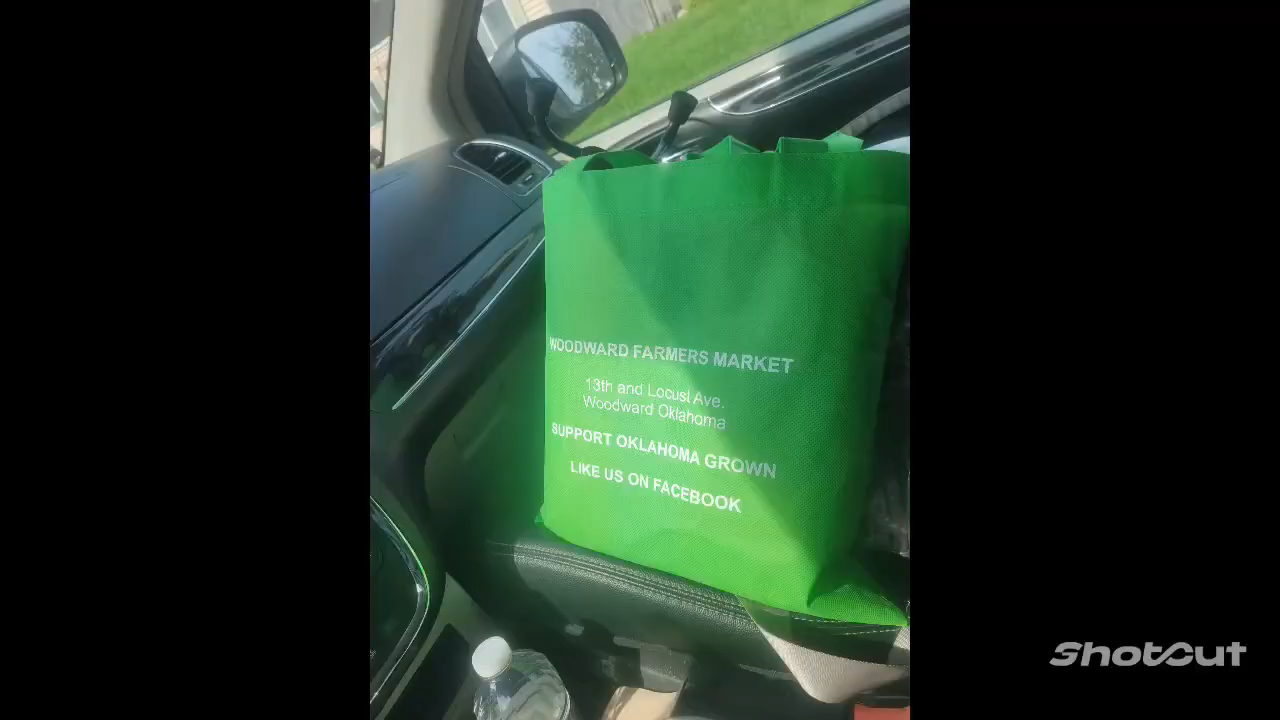 WOODWARD FARMERS MARKET
13th and Locust Ave.
Woodward Oklahoma
SUPPORT OKLAHOMA GROWN
LIKE US ON FACEBOOK
SHOTCUT